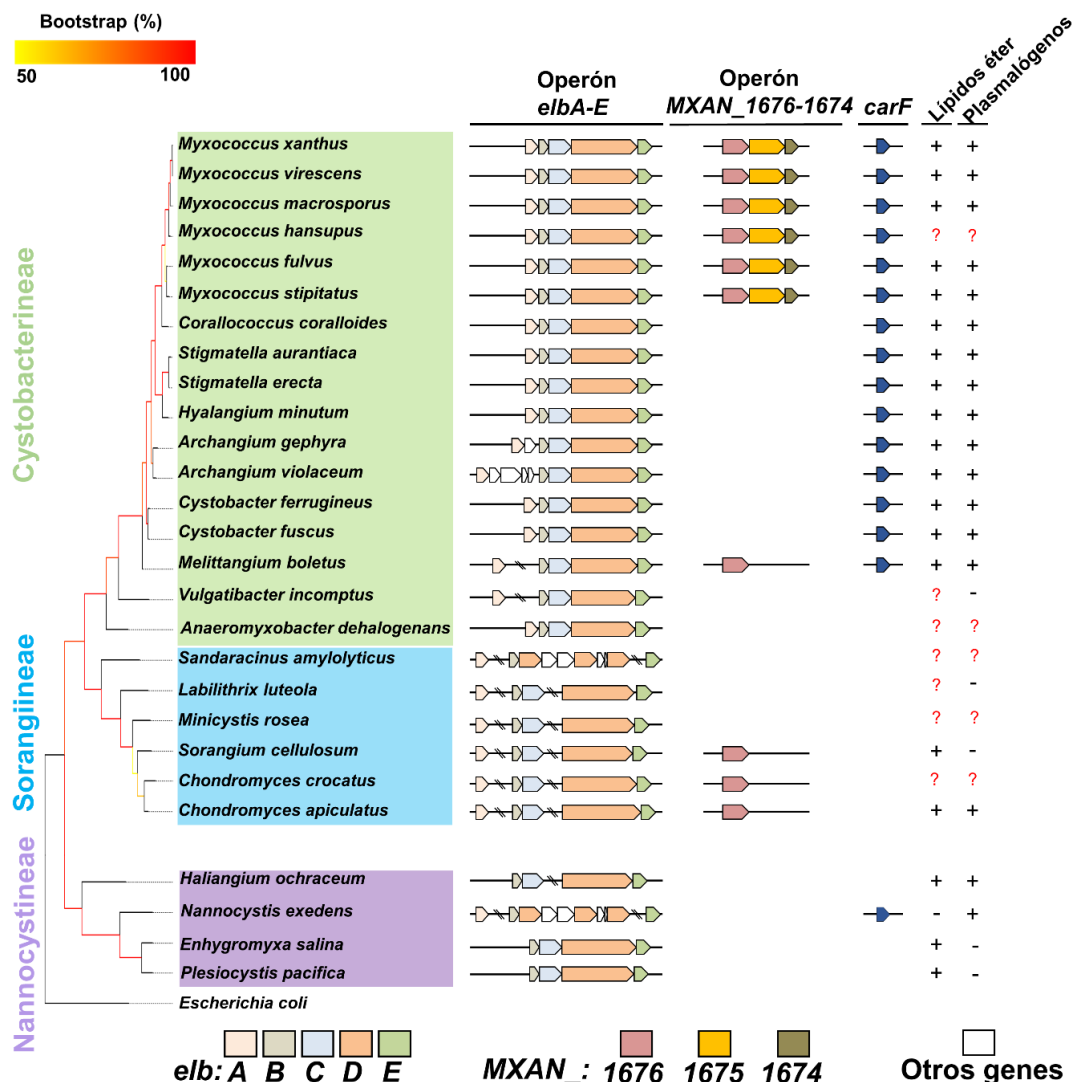 Bootstrap (%)
50 100
Operón
elbA-E
Operón
MXAN_1676-1674
carF
Lípidos éter
Plasmalógenos
Cystobacterineae
Myxococcus xanthus + +
Myxococcus virescens + +
Myxococcus macrosporus + +
Myxococcus hansupus ? ?
Myxococcus fulvus + +
Myxococcus stipitatus + +
Corallococcus coralloides + +
Stigmatella aurantiaca + +
Stigmatella erecta + +
Hyalangium minutum + +
Archangium gephyra + +
Archangium violaceum + +
Cystobacter ferrugineus + +
Cystobacter fuscus + +
Melittangium boletus + +
Vulgatibacter incomptus ? -
Anaeromyxobacter dehalogenans ? ?
Sorangiineae
Sandaracinus amylolyticus ? ?
Labilithrix luteola ? -
Minicystis rosea ? ?
Sorangium cellulosum + -
Chondromyces crocatus ? ?
Chondromyces apiculatus + +
Nannocystineae
Haliangium ochraceum + +
Nannocystis exedens - +
Enhygromyxa salina + -
Plesiocystis pacifica + -
Escherichia coli
elb: A B C D E
MXAN_: 1676 1675 1674
Otros genes